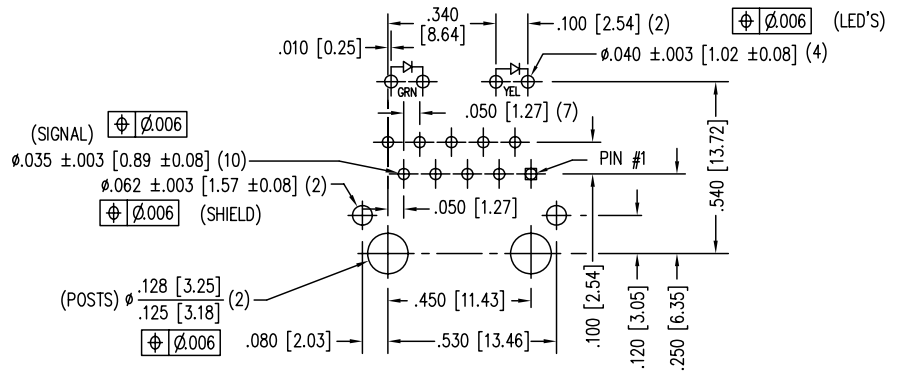 .340
[8.64]
.100 [2.54] (2)
⌖ Ø.006 (LED'S)
.010 [0.25]
ø.040 ±.003 [1.02 ±0.08] (4)
GRN
YEL
.050 [1.27] (7)
(SIGNAL) ⌖ Ø.006
PIN #1
ø.035 ±.003 [0.89 ±0.08] (10)
ø.062 ±.003 [1.57 ±0.08] (2)
⌖ Ø.006 (SHIELD)
.050 [1.27]
.540 [13.72]
(POSTS) ø .128 [3.25] (2)
.125 [3.18]
⌖ Ø.006
.450 [11.43]
.080 [2.03]
.530 [13.46]
.100 [2.54]
.120 [3.05]
.250 [6.35]